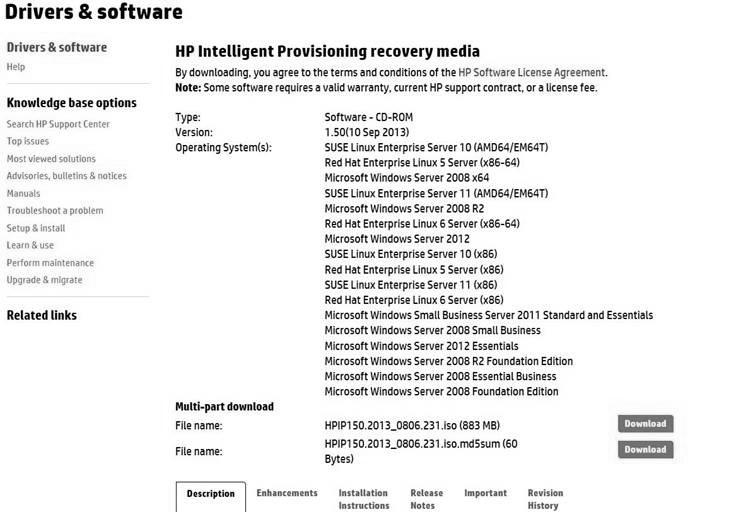 Drivers & software
Drivers & software
Help
Knowledge base options
Search HP Support Center
Top issues
Most viewed solutions
Advisories, bulletins & notices
Manuals
Troubleshoot a problem
Setup & install
Learn & use
Perform maintenance
Upgrade & migrate
Related links
HP Intelligent Provisioning recovery media
By downloading, you agree to the terms and conditions of the HP Software License Agreement.
Note: Some software requires a valid warranty, current HP support contract, or a license fee.
Type: Software - CD-ROM
Version: 1.50(10 Sep 2013)
Operating System(s): SUSE Linux Enterprise Server 10 (AMD64/EM64T)
Red Hat Enterprise Linux 5 Server (x86-64)
Microsoft Windows Server 2008 x64
SUSE Linux Enterprise Server 11 (AMD64/EM64T)
Microsoft Windows Server 2008 R2
Red Hat Enterprise Linux 6 Server (x86-64)
Microsoft Windows Server 2012
SUSE Linux Enterprise Server 10 (x86)
Red Hat Enterprise Linux 5 Server (x86)
SUSE Linux Enterprise Server 11 (x86)
Red Hat Enterprise Linux 6 Server (x86)
Microsoft Windows Small Business Server 2011 Standard and Essentials
Microsoft Windows Server 2008 Small Business
Microsoft Windows Server 2012 Essentials
Microsoft Windows Server 2008 R2 Foundation Edition
Microsoft Windows Server 2008 Essential Business
Microsoft Windows Server 2008 Foundation Edition
Multi-part download
File name: HPIP150.2013_0806.231.iso (883 MB) Download
File name: HPIP150.2013_0806.231.iso.md5sum (60
Bytes) Download
Description Enhancements Installation Release Important Revision
Instructions Notes History